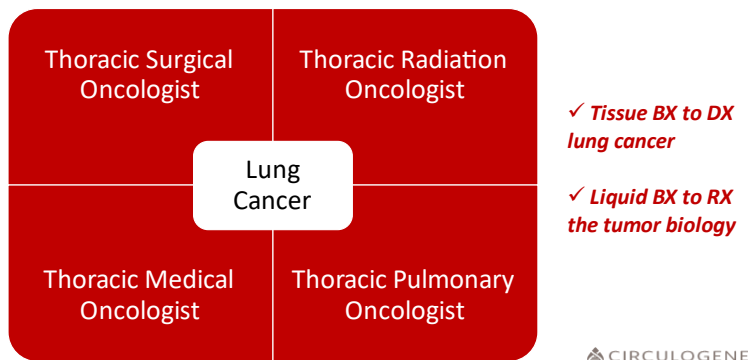 Thoracic Surgical
Oncologist
Thoracic Radiation
Oncologist
Lung
Cancer
Thoracic Medical
Oncologist
Thoracic Pulmonary
Oncologist
✓ Tissue BX to DX
lung cancer
✓ Liquid BX to RX
the tumor biology
CIRCULOGENE